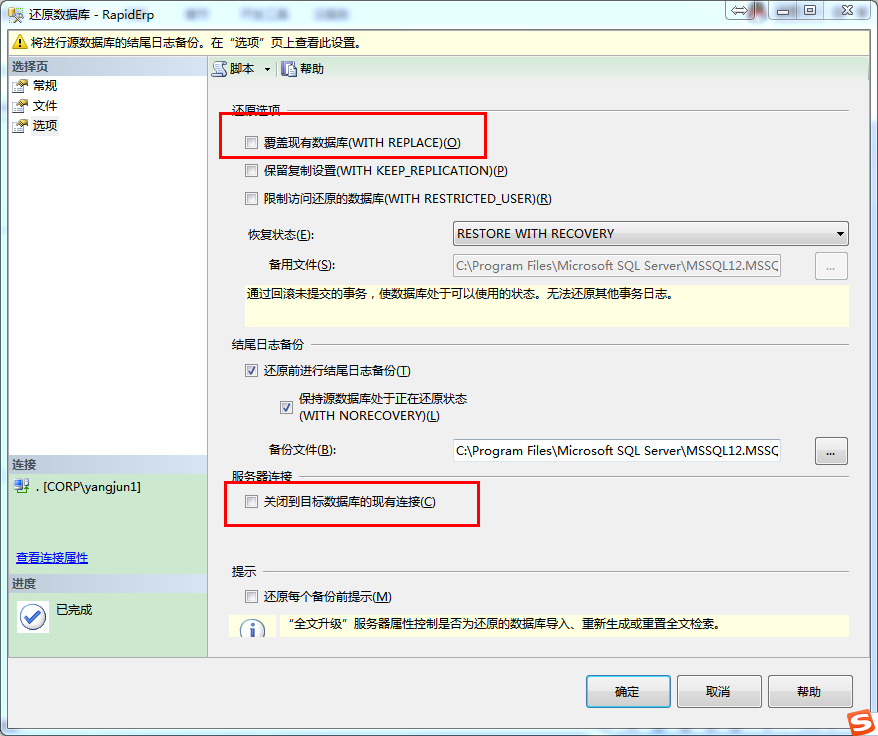 还原数据库 - RapidErp
将进行源数据库的结尾日志备份。在“选项”页上查看此设置。
选择页
常规
文件
选项
脚本
帮助
还原选项
覆盖现有数据库(WITH REPLACE)(O)
保留复制设置(WITH KEEP_REPLICATION)(P)
限制访问还原的数据库(WITH RESTRICTED_USER)(R)
恢复状态(E):
RESTORE WITH RECOVERY
备用文件(S):
C:\Program Files\Microsoft SQL Server\MSSQL12.MSSQ
...
通过回滚未提交的事务，使数据库处于可以使用的状态。无法还原其他事务日志。
结尾日志备份
还原前进行结尾日志备份(T)
保持源数据库处于正在还原状态
(WITH NORECOVERY)(L)
备份文件(B):
C:\Program Files\Microsoft SQL Server\MSSQL12.MSSQ
...
服务器连接
关闭到目标数据库的现有连接(C)
提示
还原每个备份前提示(M)
“全文升级”服务器属性控制是否为还原的数据库导入、重新生成或重置全文检索。
连接
. [CORP\yangjun1]
查看连接属性
进度
已完成
确定
取消
帮助